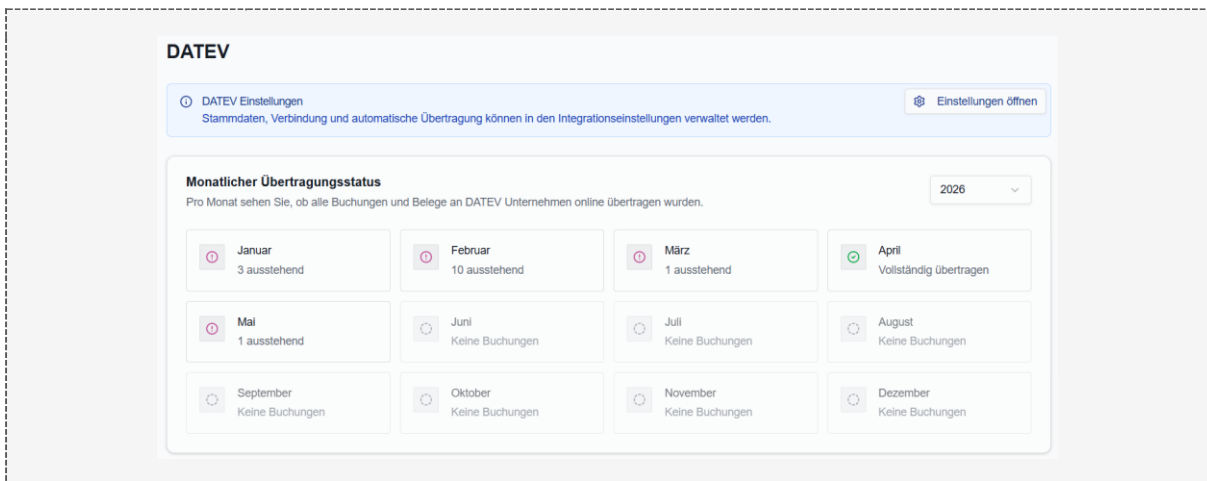 DATEV
DATEV Einstellungen
Einstellungen öffnen
Stammdaten, Verbindung und automatische Übertragung können in den Integrationseinstellungen verwaltet werden.
Monatlicher Übertragungsstatus
2026
Pro Monat sehen Sie, ob alle Buchungen und Belege an DATEV Unternehmen online übertragen wurden.
Januar
3 ausstehend
Februar
10 ausstehend
März
1 ausstehend
April
Vollständig übertragen
Mai
1 ausstehend
Juni
Keine Buchungen
Juli
Keine Buchungen
August
Keine Buchungen
September
Keine Buchungen
Oktober
Keine Buchungen
November
Keine Buchungen
Dezember
Keine Buchungen